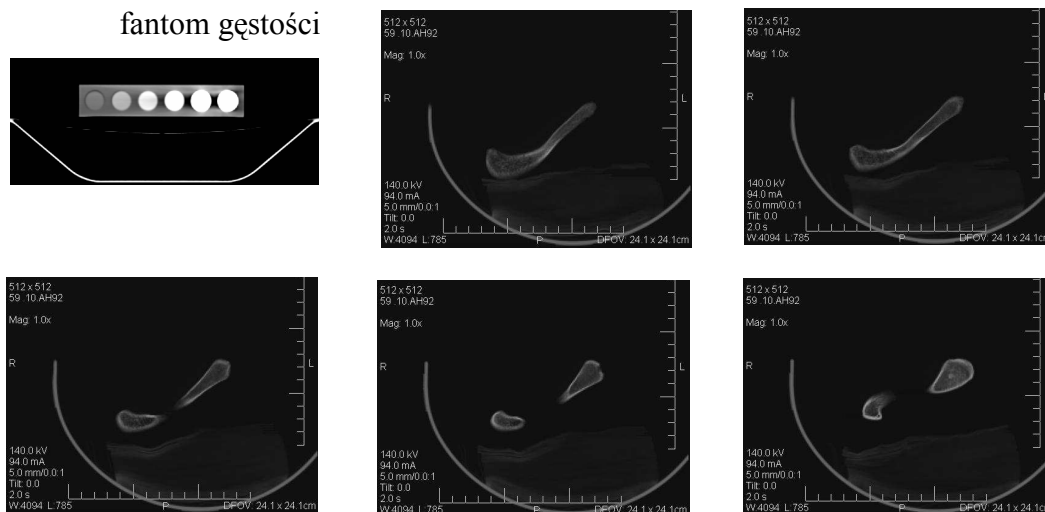 fantom gęstości
512 x 512
59 .10.AH92
Mag: 1.0x
R
L
140.0 kV
94.0 mA
5.0 mm/0.0:1
Tilt: 0.0
2.0 s
W:4094 L:785
P
DFOV: 24.1 x 24.1cm
512 x 512
59 .10.AH92
Mag: 1.0x
R
140.0 kV
94.0 mA
5.0 mm/0.0:1
Tilt: 0.0
2.0 s
W:4094 L:785
P
DFOV: 24.1 x 24.1cm
512 x 512
59 .10.AH92
Mag: 1.0x
R
L
140.0 kV
94.0 mA
5.0 mm/0.0:1
Tilt: 0.0
2.0 s
W:4094 L:785
P
DFOV: 24.1 x 24.1cm
512 x 512
59 .10.AH92
Mag: 1.0x
R
L
140.0 kV
94.0 mA
5.0 mm/0.0:1
Tilt: 0.0
2.0 s
W:4094 L:785
P
DFOV: 24.1 x 24.1cm
512 x 512
59 .10.AH92
Mag: 1.0x
R
140.0 kV
94.0 mA
5.0 mm/0.0:1
Tilt: 0.0
2.0 s
W:4094 L:785
P
DFOV: 24.1 x 24.1cm